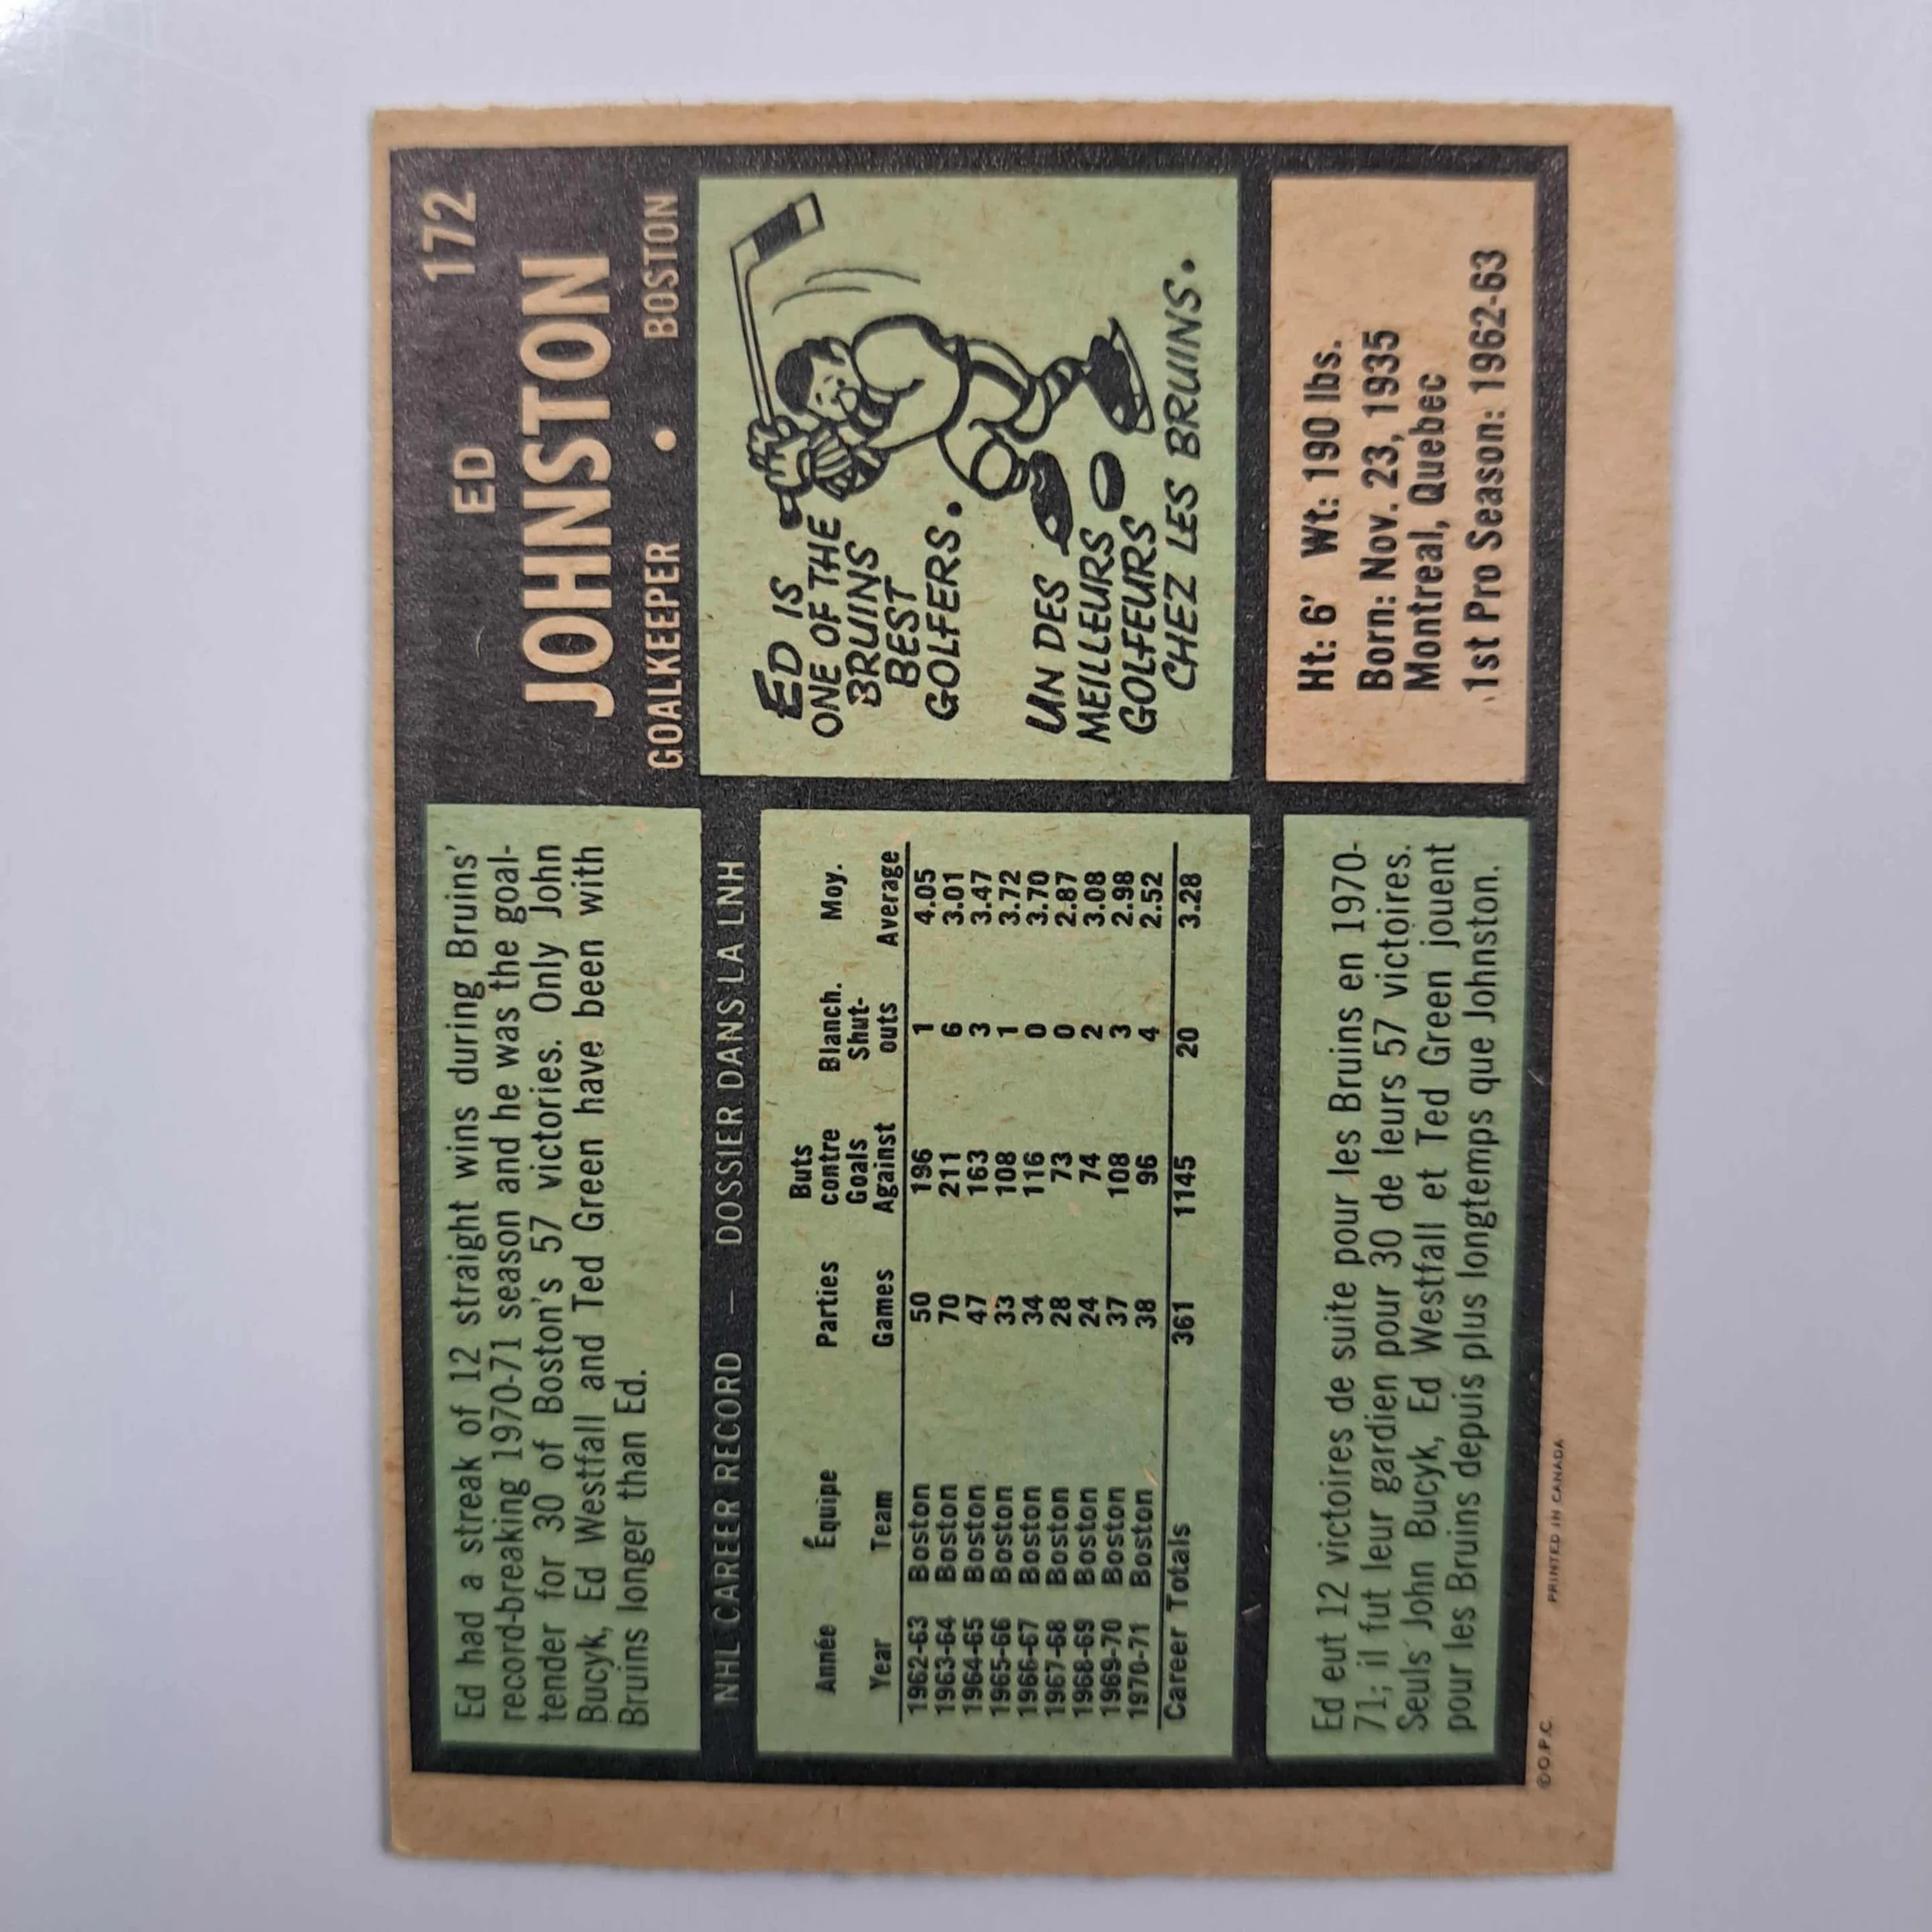 Ed had a streak of 12 straight wins during Bruins'
record-breaking 1970-71 season and he was the goal-
tender for 30 of Boston's 57 victories. Only John
Bucyk, Ed Westfall and Ted Green have been with
Bruins longer than Ed.
172
ED
JOHNSTON
GOALKEEPER • BOSTON
NHL CAREER RECORD — DOSSIER DANS LA LNH
Année Équipe Parties Buts contre Blanch. Moy.
Year Team Games Goals Against Shut-outs Average
1962-63 Boston 50 196 1 4.05
1963-64 Boston 70 211 6 3.01
1964-65 Boston 47 163 3 3.47
1965-66 Boston 33 108 1 3.72
1966-67 Boston 34 116 0 3.70
1967-68 Boston 28 73 0 2.87
1968-69 Boston 24 74 2 3.08
1969-70 Boston 37 108 3 2.98
1970-71 Boston 38 96 4 2.52
Career Totals 361 1145 20 3.28
ED IS
ONE OF THE
BRUINS
BEST
GOLFERS.
UN DES
MEILLEURS
GOLFEURS
CHEZ LES BRUINS.
Ed eut 12 victoires de suite pour les Bruins en 1970-
71; il fut leur gardien pour 30 de leurs 57 victoires.
Seuls John Bucyk, Ed Westfall et Ted Green jouent
pour les Bruins depuis plus longtemps que Johnston.
Ht: 6' Wt: 190 lbs.
Born: Nov. 23, 1935
Montreal, Quebec
1st Pro Season: 1962-63
©O.P.C. PRINTED IN CANADA